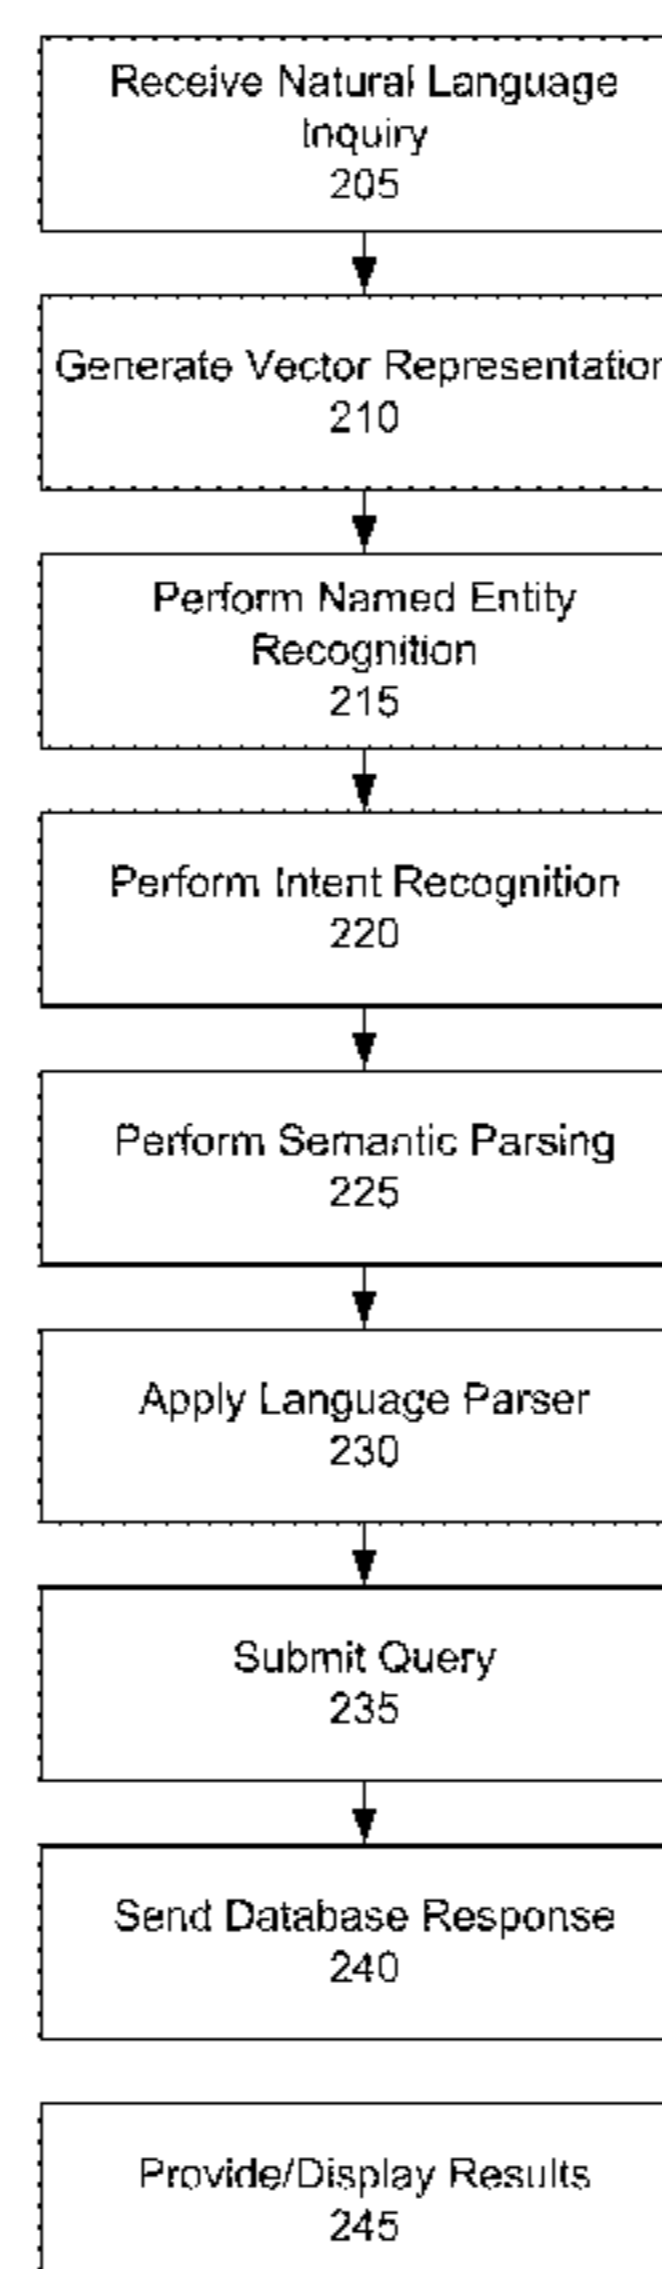 Receive Natural Language
Inquiry
205
Generate Vector Representation
210
Perform Named Entity
Recognition
215
Perform Intent Recognition
220
Perform Semantic Parsing
225
Apply Language Parser
230
Submit Query
235
Send Database Response
240
Provide/Display Results
245